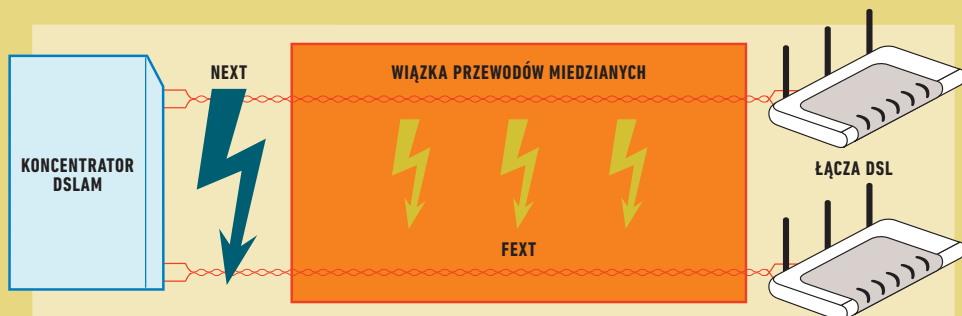 NEXT
WIĄZKA PRZEWODÓW MIEDZIANYCH
KONCENTRATOR
DSLAM
ŁĄCZA DSL
FEXT